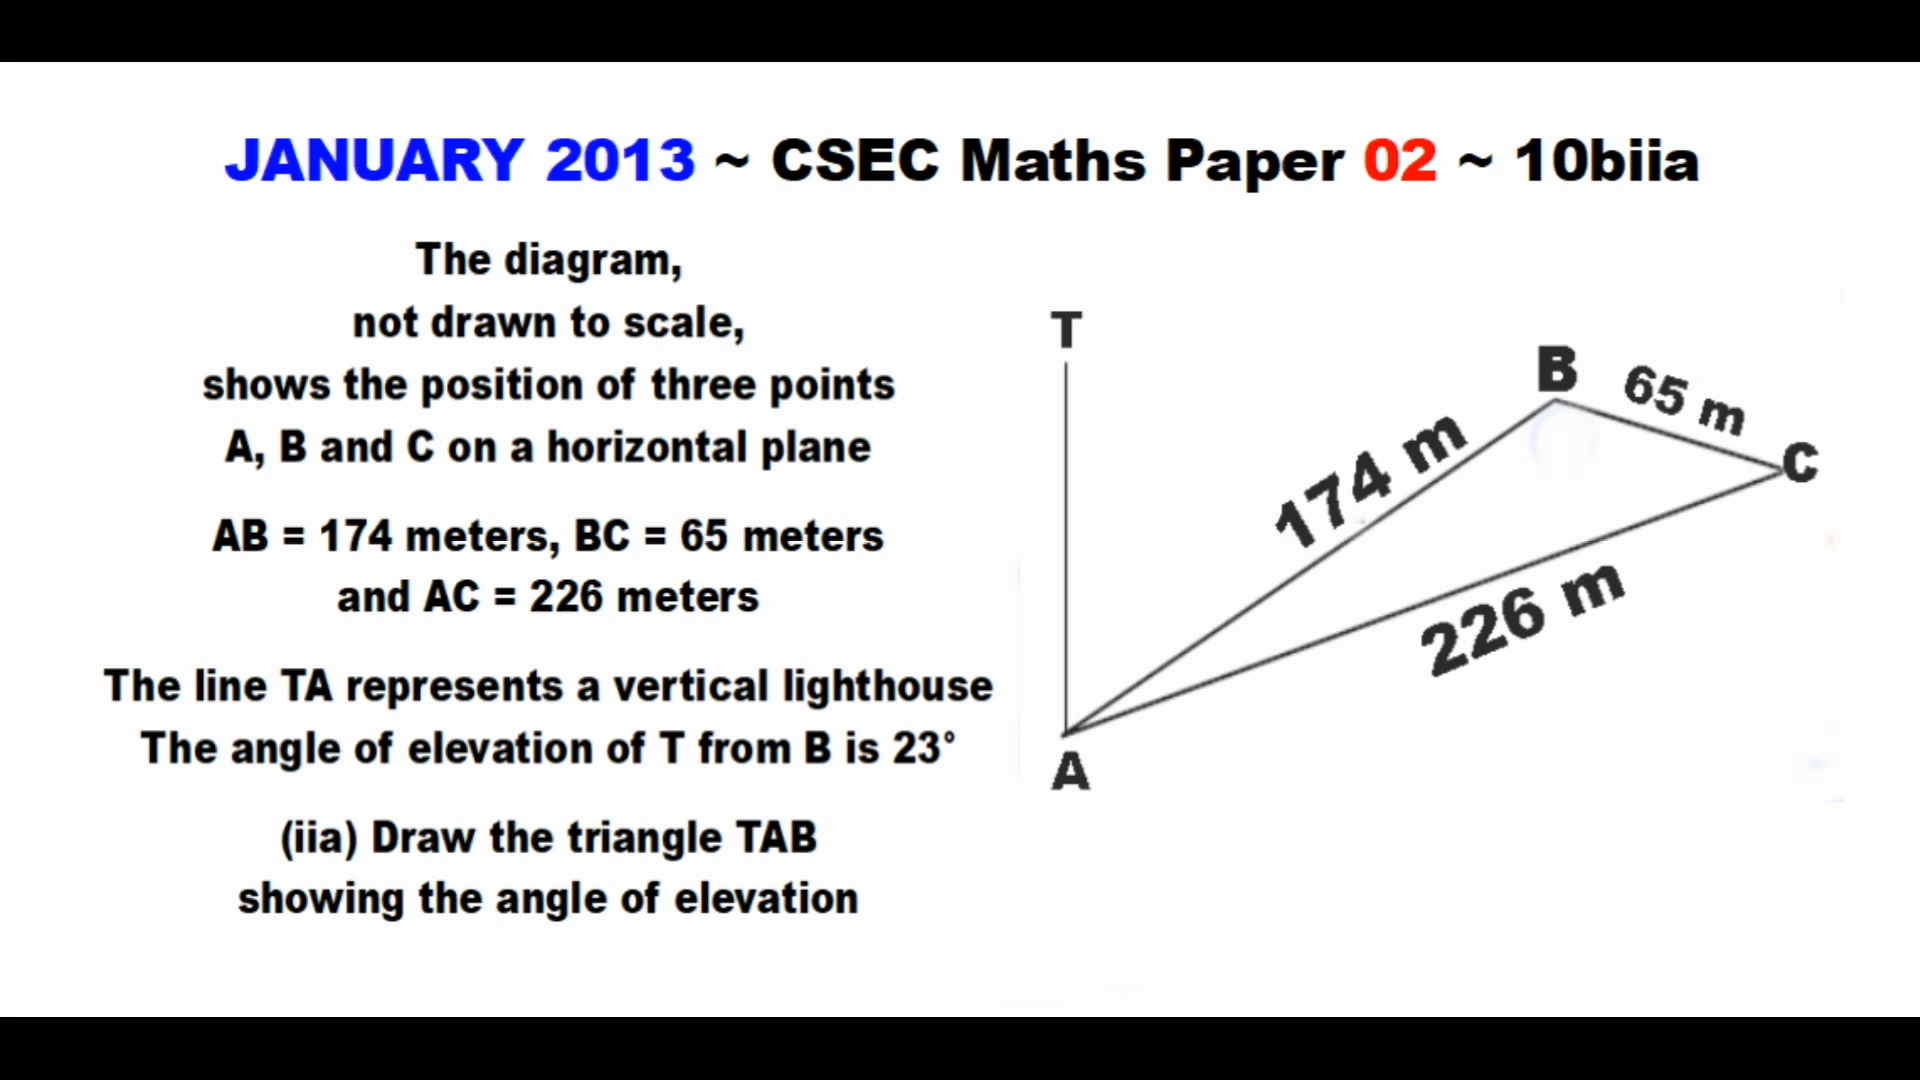 JANUARY 2013 ~ CSEC Maths Paper 02 ~ 10biia
The diagram,
not drawn to scale,
shows the position of three points
A, B and C on a horizontal plane
AB = 174 meters, BC = 65 meters
and AC = 226 meters
The line TA represents a vertical lighthouse
The angle of elevation of T from B is 23°
(iia) Draw the triangle TAB
showing the angle of elevation
T
B
65 m
C
174 m
226 m
A